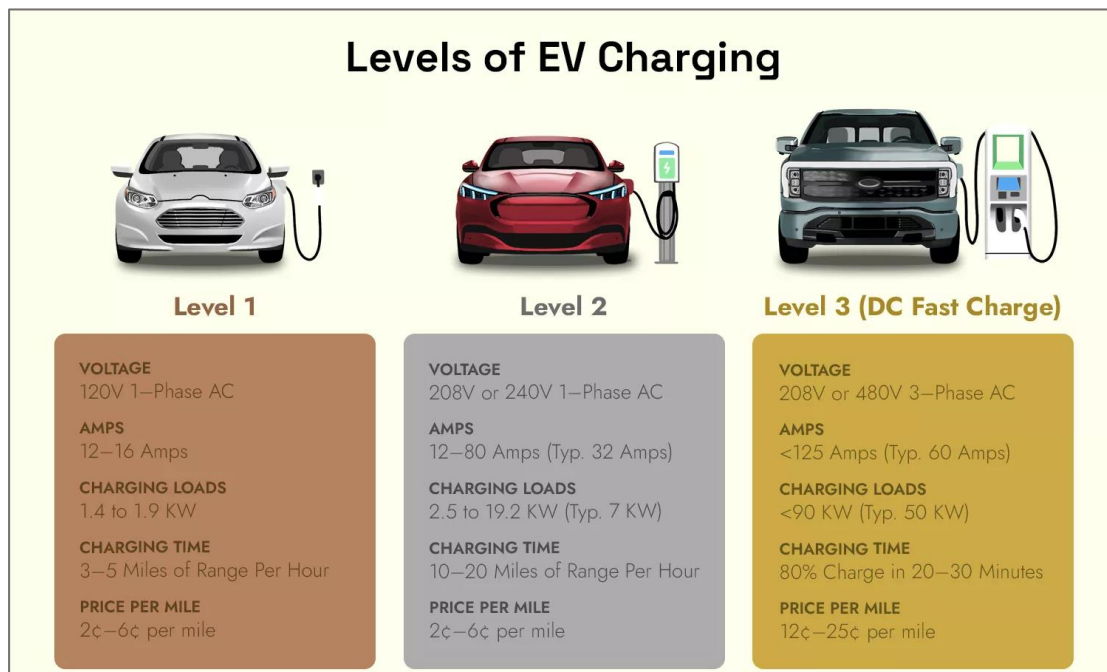 Levels of EV Charging
Level 1
VOLTAGE
120V 1–Phase AC
AMPS
12–16 Amps
CHARGING LOADS
1.4 to 1.9 KW
CHARGING TIME
3–5 Miles of Range Per Hour
PRICE PER MILE
2¢–6¢ per mile
Level 2
VOLTAGE
208V or 240V 1–Phase AC
AMPS
12–80 Amps (Typ. 32 Amps)
CHARGING LOADS
2.5 to 19.2 KW (Typ. 7 KW)
CHARGING TIME
10–20 Miles of Range Per Hour
PRICE PER MILE
2¢–6¢ per mile
Level 3 (DC Fast Charge)
VOLTAGE
208V or 480V 3–Phase AC
AMPS
<125 Amps (Typ. 60 Amps)
CHARGING LOADS
<90 KW (Typ. 50 KW)
CHARGING TIME
80% Charge in 20–30 Minutes
PRICE PER MILE
12¢–25¢ per mile